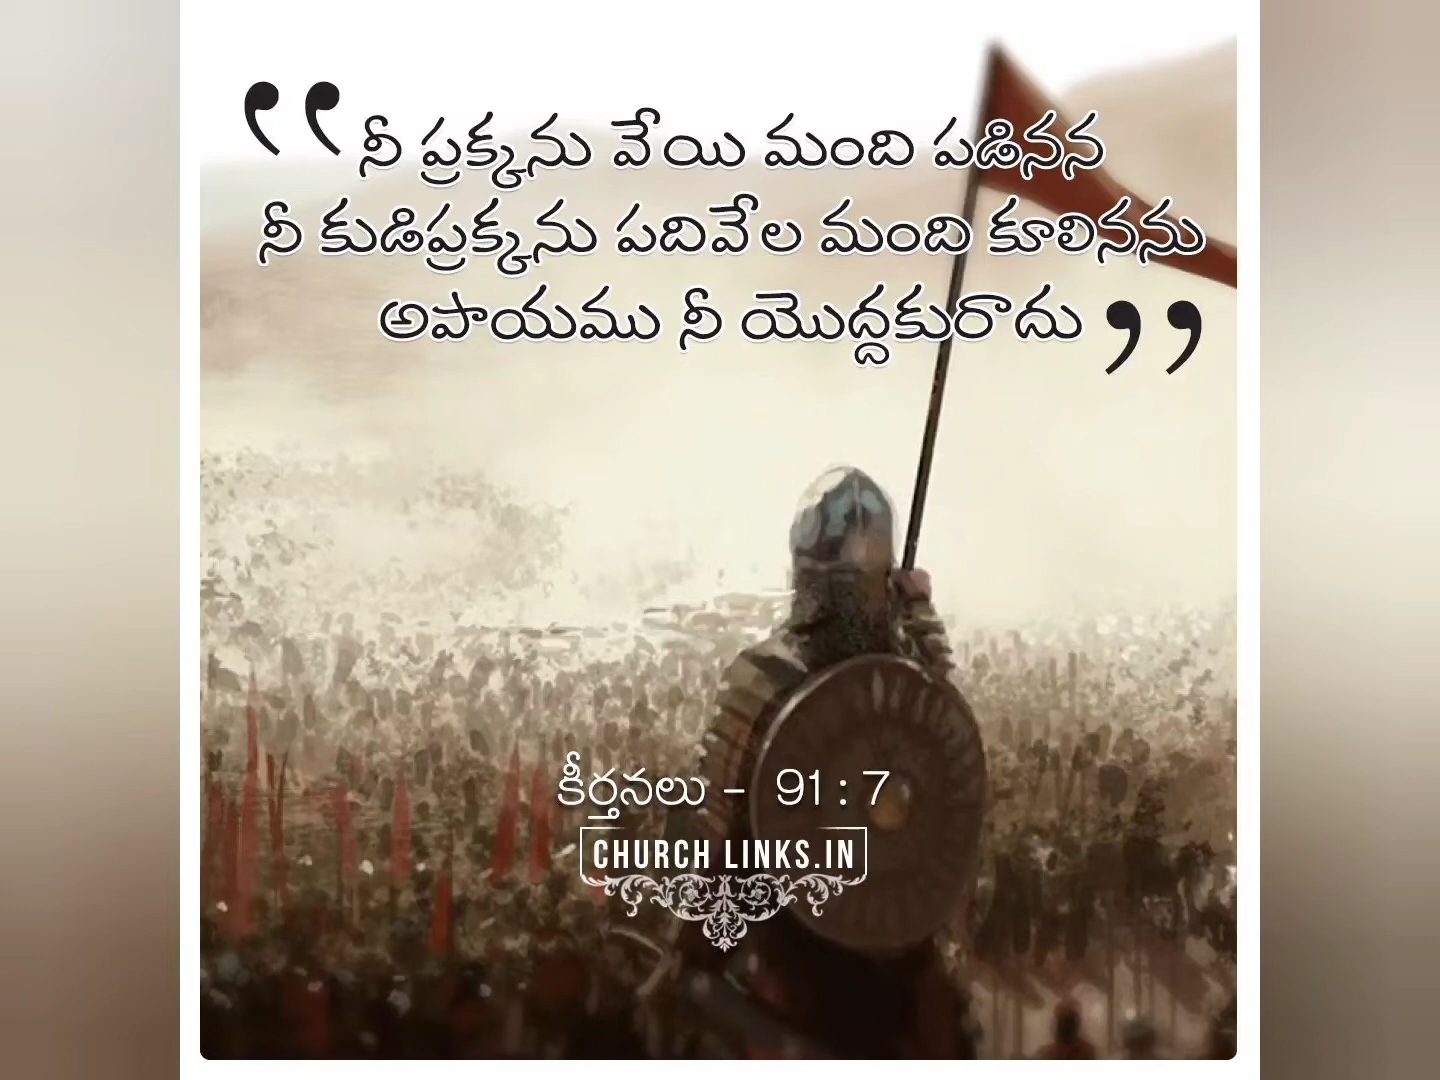 “నీ ప్రక్కను వేయి మంది పడినన
నీ కుడిప్రక్కను పదివేల మంది కూలినను
అపాయము నీ యొద్దకురాదు”
కీర్తనలు - 91 : 7
CHURCH LINKS.IN